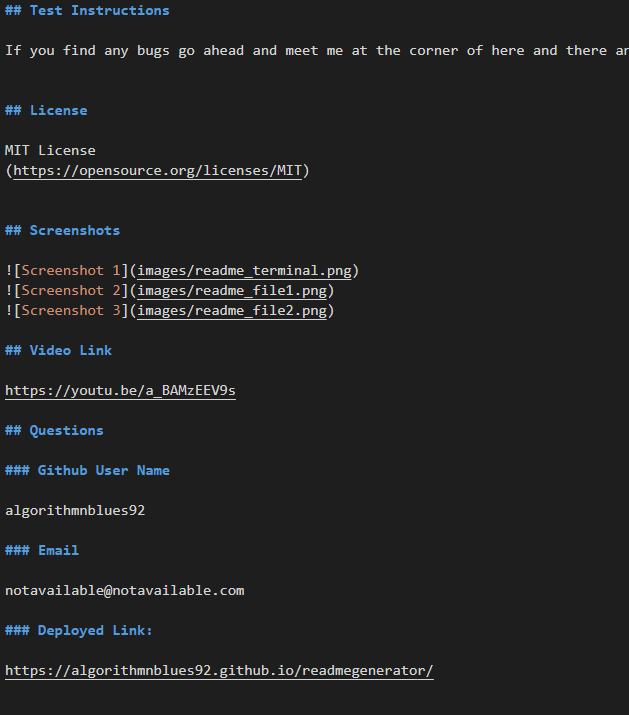 ## Test Instructions
If you find any bugs go ahead and meet me at the corner of here and there
## License
MIT License
(https://opensource.org/licenses/MIT)
## Screenshots
![Screenshot 1](images/readme_terminal.png)
![Screenshot 2](images/readme_file1.png)
![Screenshot 3](images/readme_file2.png)
## Video Link
https://youtu.be/a_BAMzEEV9s
## Questions
### Github User Name
algorithmnblues92
### Email
notavailable@notavailable.com
### Deployed Link:
https://algorithmnblues92.github.io/readmegenerator/